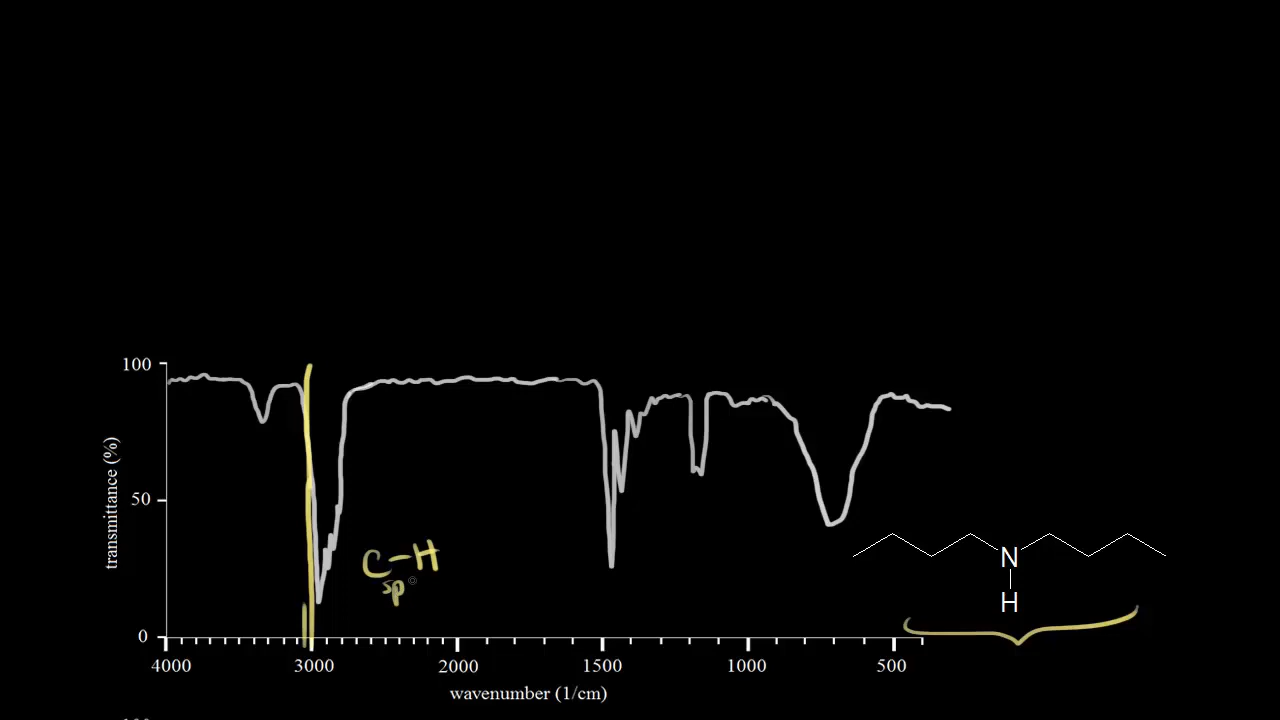 100
50
0
transmittance (%)
C-H
sp
N
H
4000 3000 2000 1500 1000 500
wavenumber (1/cm)